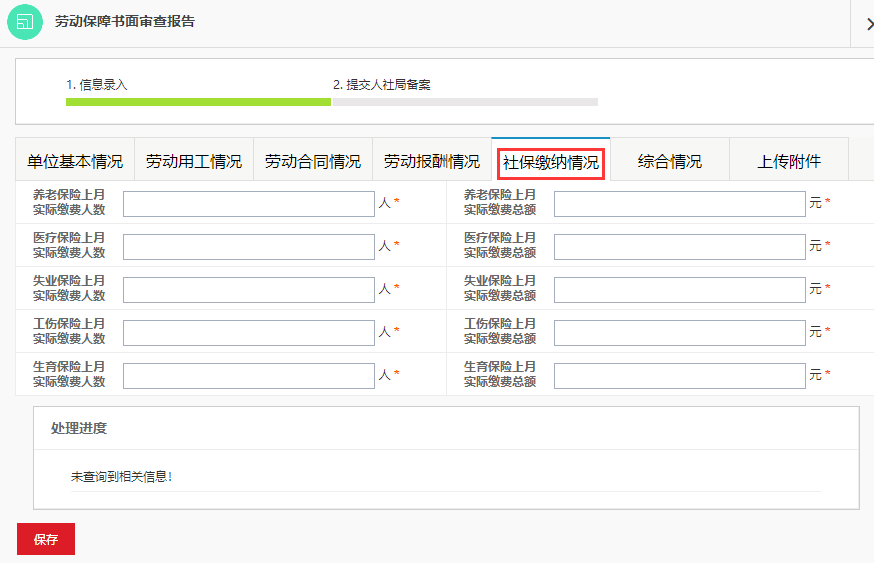 劳动保障书面审查报告
1. 信息录入
2. 提交人社局备案
单位基本情况 劳动用工情况 劳动合同情况 劳动报酬情况 社保缴纳情况 综合情况 上传附件
养老保险上月
实际缴费人数
人 *
养老保险上月
实际缴费总额
元 *
医疗保险上月
实际缴费人数
人 *
医疗保险上月
实际缴费总额
元 *
失业保险上月
实际缴费人数
人 *
失业保险上月
实际缴费总额
元 *
工伤保险上月
实际缴费人数
人 *
工伤保险上月
实际缴费总额
元 *
生育保险上月
实际缴费人数
人 *
生育保险上月
实际缴费总额
元 *
处理进度
未查询到相关信息!
保存